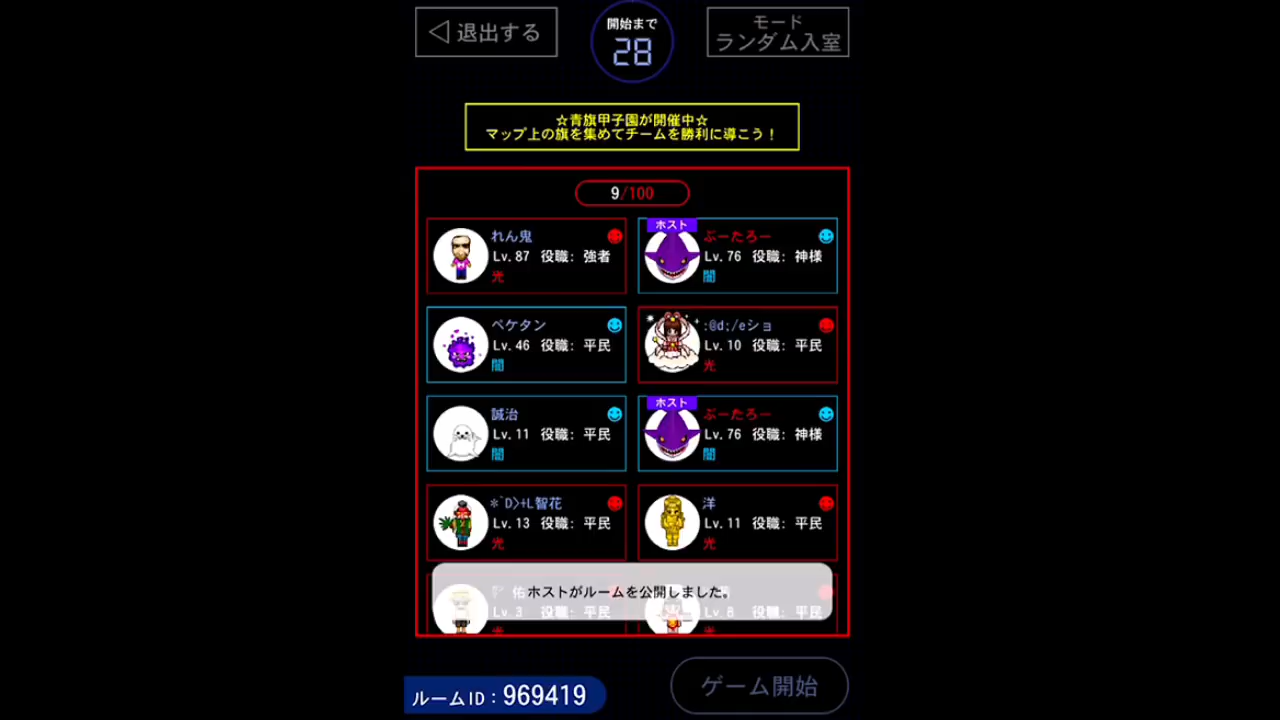 ◁ 退出する
開始まで
28
モード
ランダム入室
☆青旗甲子園が開催中☆
マップ上の旗を集めてチームを勝利に導こう！
9/100
れん鬼
Lv.87 役職: 強者
光
ホスト
ぶーたろー
Lv.76 役職: 神様
闇
ペケタン
Lv.46 役職: 平民
闇
:@d;/eショ
Lv.10 役職: 平民
光
誠治
Lv.11 役職: 平民
闇
ホスト
ぶーたろー
Lv.76 役職: 神様
闇
*`D>+L智花
Lv.13 役職: 平民
光
洋
Lv.11 役職: 平民
光
佑
Lv.3 役職: 平民
Lv.8 役職: 平民
ホストがルームを公開しました。
ルームID：969419
ゲーム開始